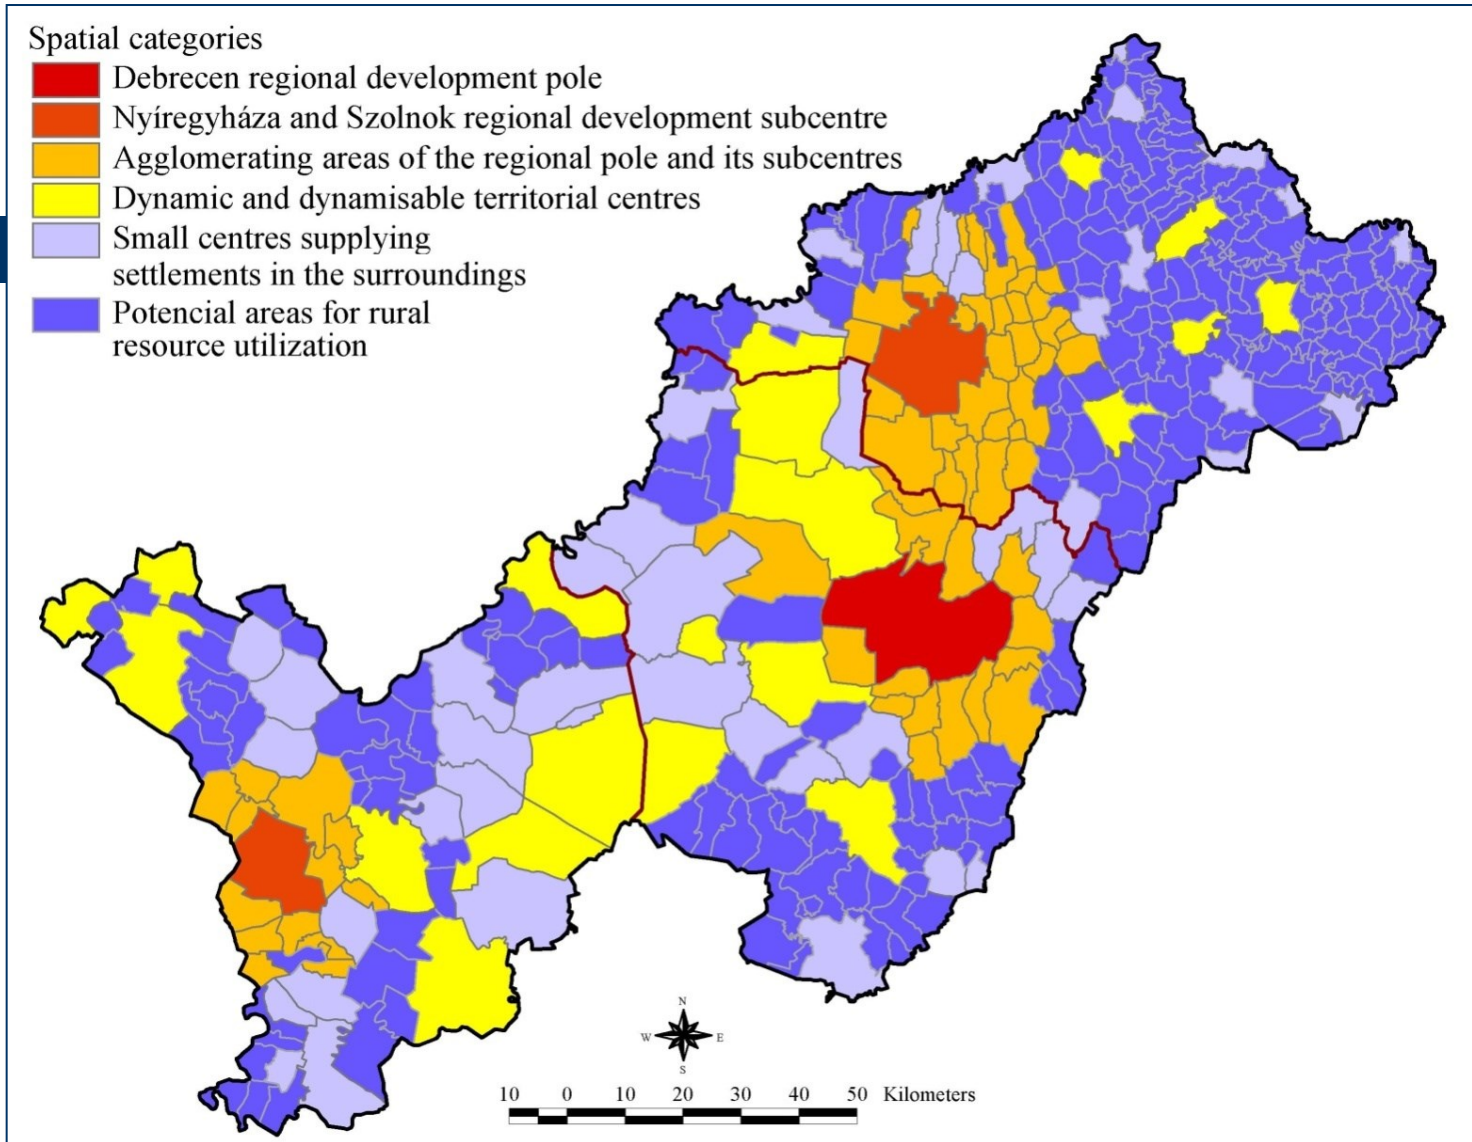 Spatial categories
Debrecen regional development pole
Nyíregyháza and Szolnok regional development subcentre
Agglomerating areas of the regional pole and its subcentres
Dynamic and dynamisable territorial centres
Small centres supplying
settlements in the surroundings
Potencial areas for rural
resource utilization
N
W E
S
10 0 10 20 30 40 50 Kilometers